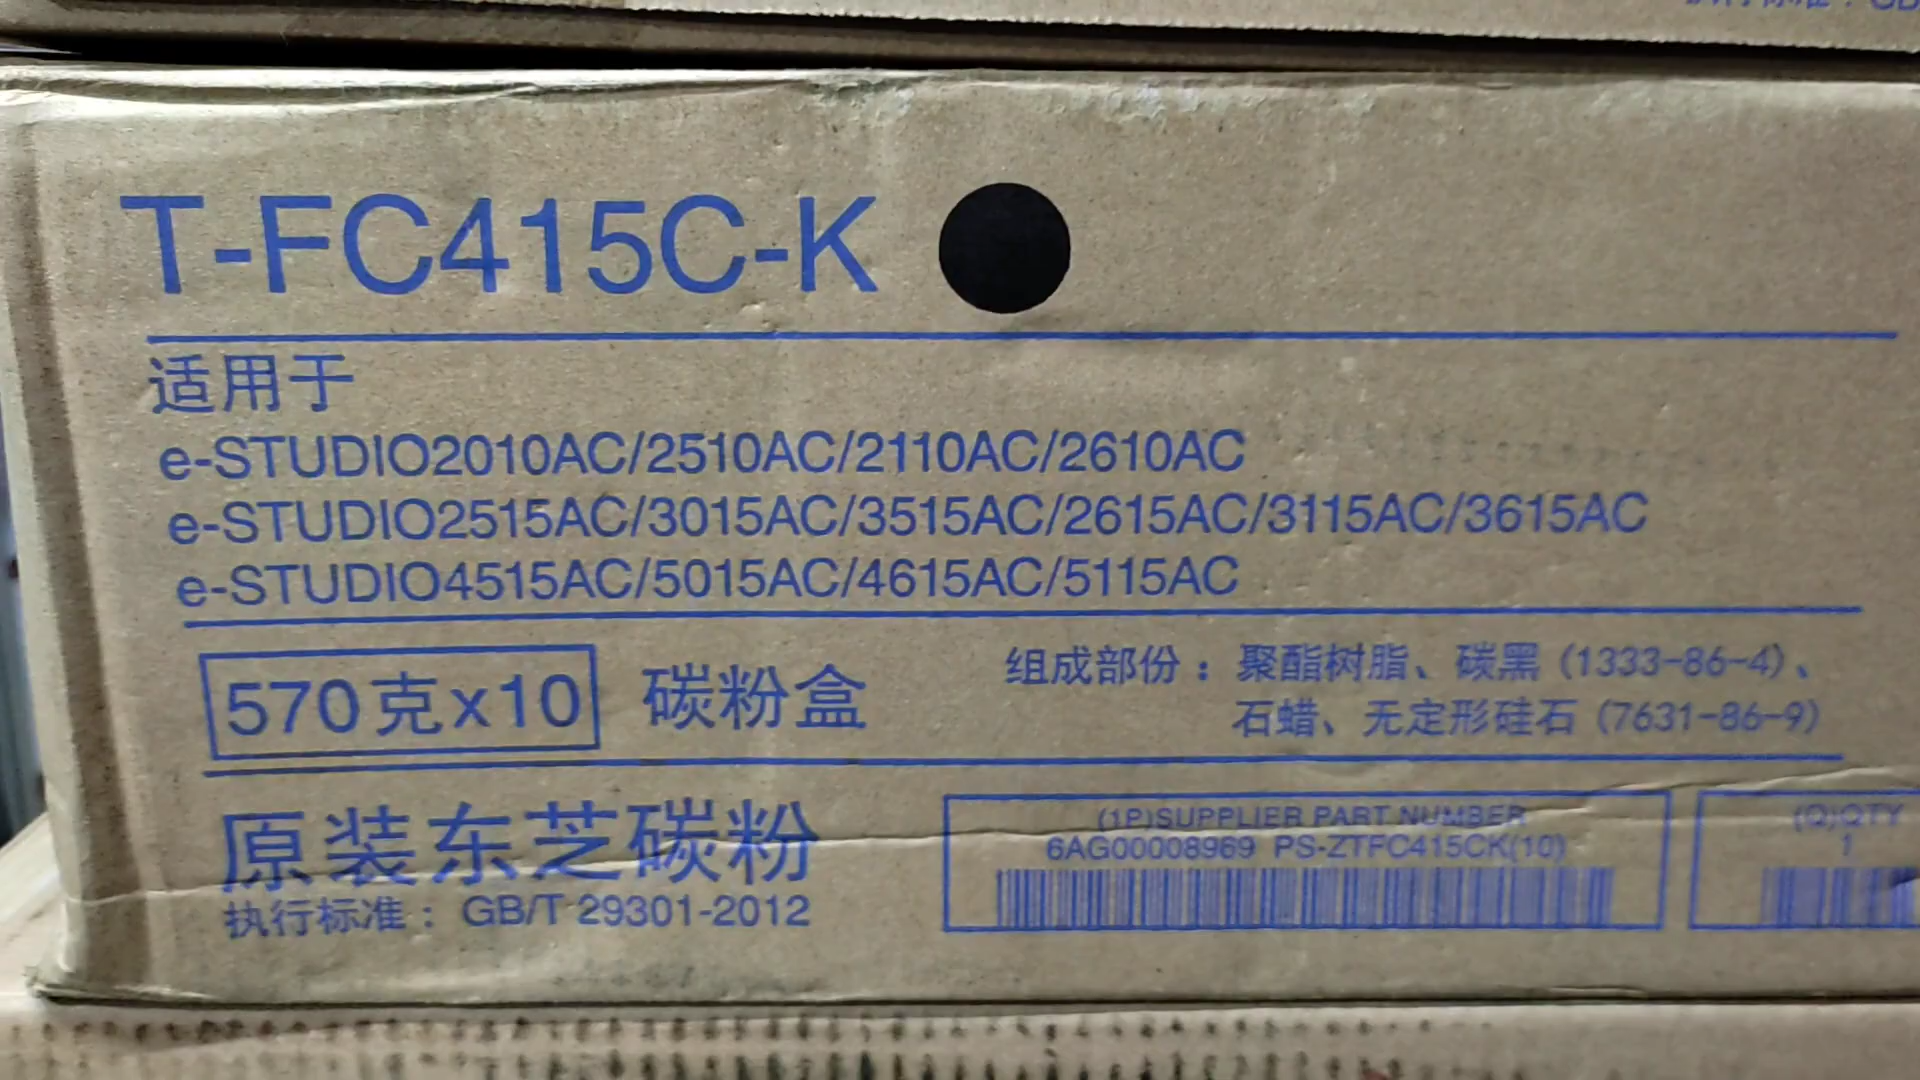 T-FC415C-K
适用于
e-STUDIO2010AC/2510AC/2110AC/2610AC
e-STUDIO2515AC/3015AC/3515AC/2615AC/3115AC/3615AC
e-STUDIO4515AC/5015AC/4615AC/5115AC
570克x10 碳粉盒
组成部份：聚酯树脂、碳黑 (1333-86-4)、
石蜡、无定形硅石 (7631-86-9)
原装东芝碳粉
执行标准：GB/T 29301-2012
(1P)SUPPLIER PART NUMBER
6AG00008969 PS-ZTFC415CK(10)
(Q)QTY
1